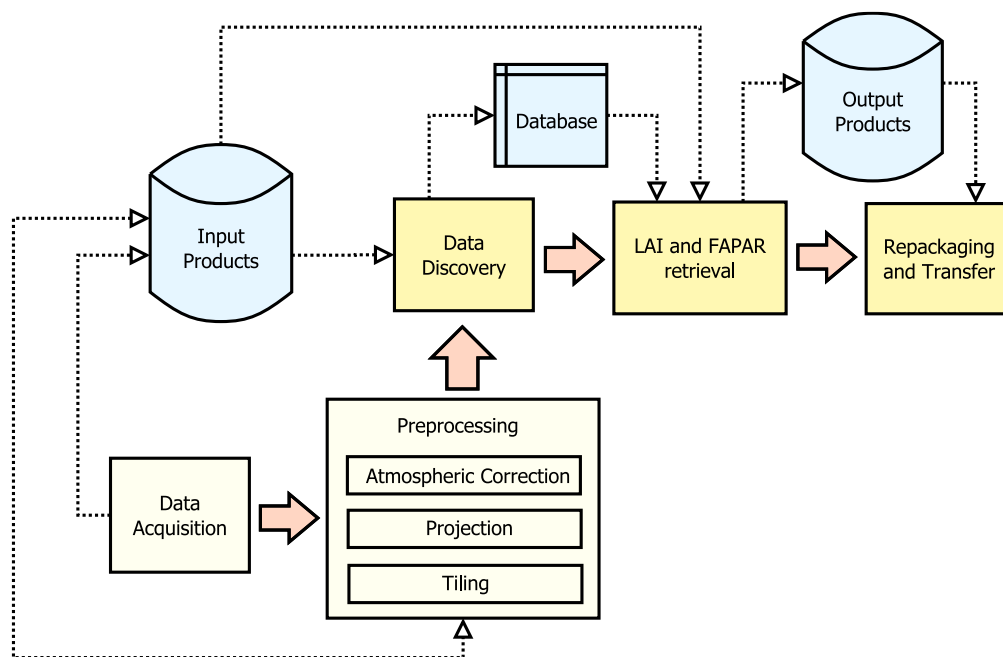 Output
Products
Database
Input
Products
Data
Discovery
LAI and FAPAR
retrieval
Repackaging
and Transfer
Preprocessing
Atmospheric Correction
Projection
Tiling
Data
Acquisition